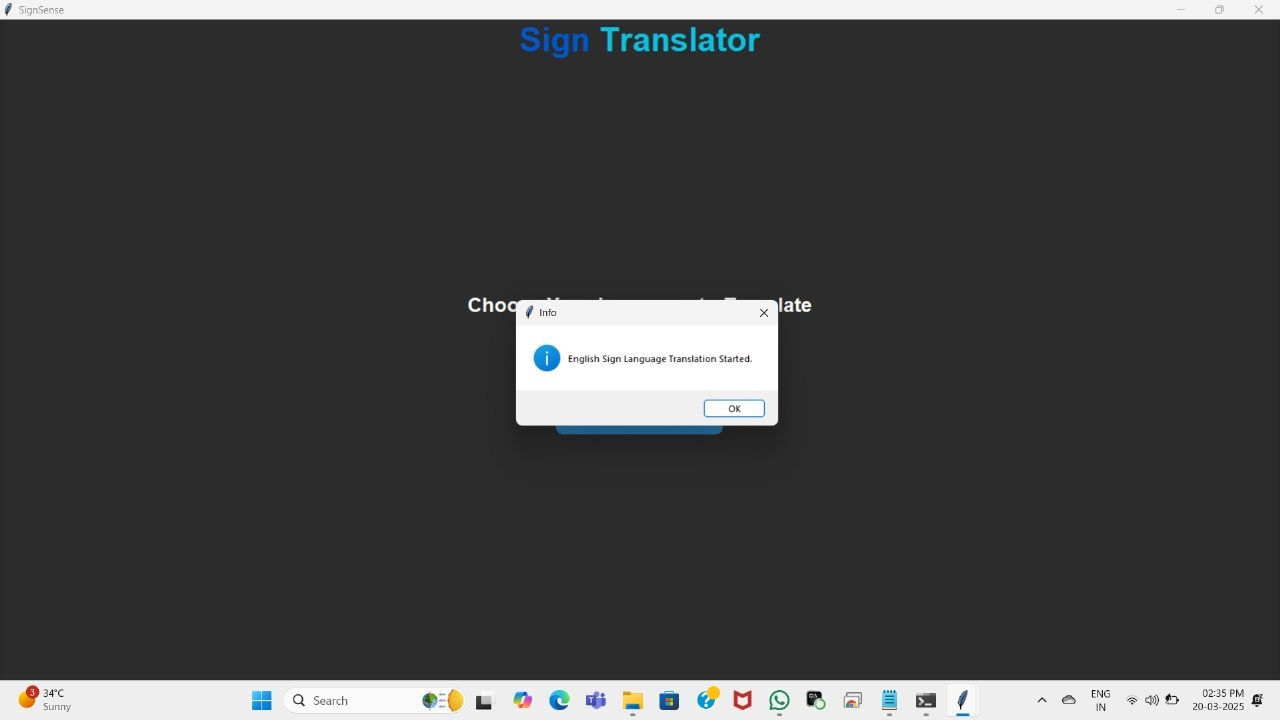 SignSense
Sign Translator
Choo
late
Info
English Sign Language Translation Started.
OK
3
34°C
Sunny
Search
ENG
IN
02:35 PM
20-03-2025